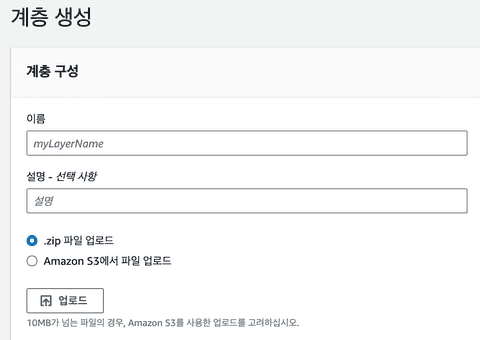 계층 생성
계층 구성
이름
myLayerName
설명 - 선택 사항
설명
.zip 파일 업로드
Amazon S3에서 파일 업로드
업로드
10MB가 넘는 파일의 경우, Amazon S3를 사용한 업로드를 고려하십시오.